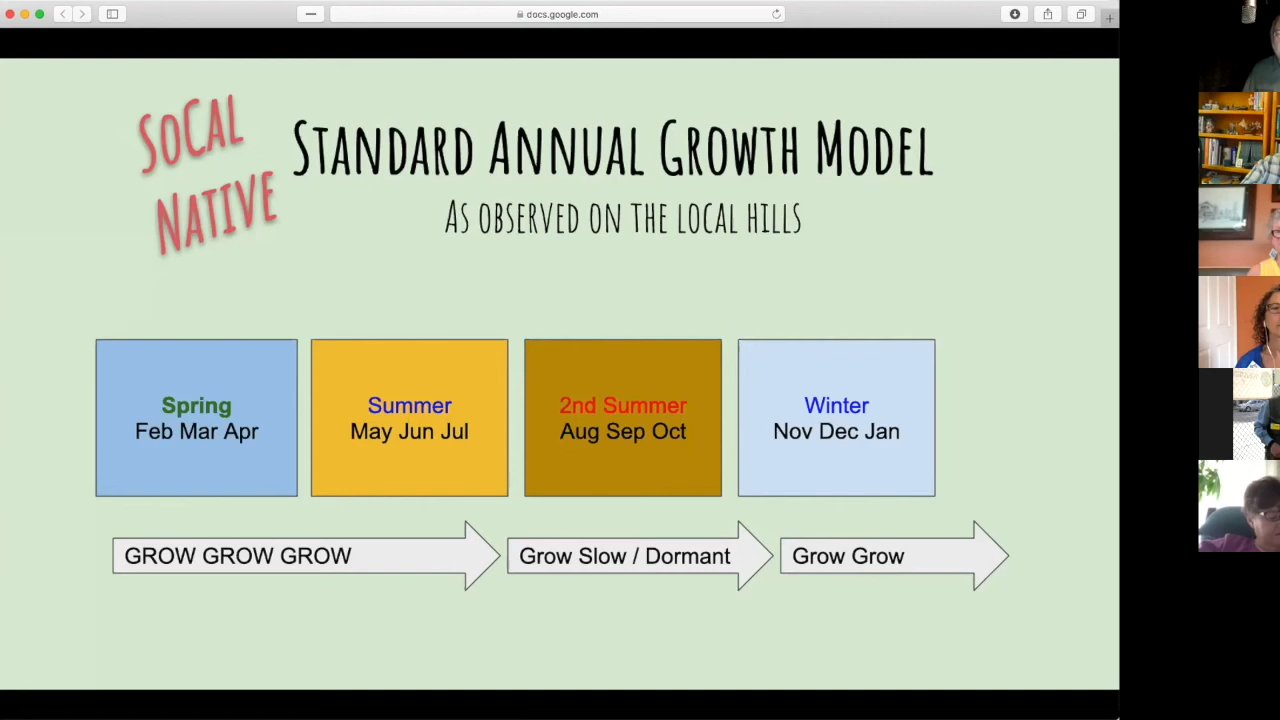 docs.google.com
SoCal
Native
Standard Annual Growth Model
As observed on the local hills
Spring
Feb Mar Apr
Summer
May Jun Jul
2nd Summer
Aug Sep Oct
Winter
Nov Dec Jan
GROW GROW GROW
Grow Slow / Dormant
Grow Grow